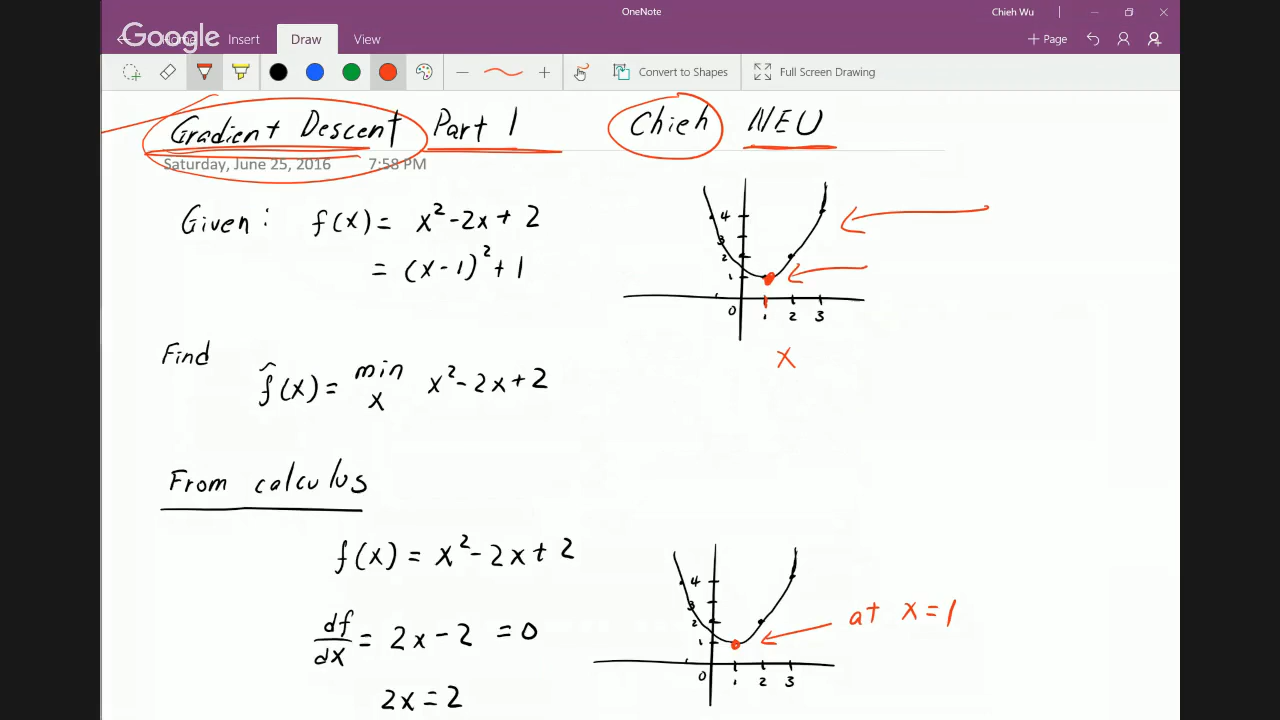 OneNote Chieh Wu
Google
Home Insert Draw View + Page
Convert to Shapes Full Screen Drawing
Gradient Descent Part 1 Chieh NEU
Saturday, June 25, 2016 7:58 PM
Given: f(x) = x² - 2x + 2
= (x - 1)² + 1
4
3
2
1
0 1 2 3
x
Find
f̂(x) = min x² - 2x + 2
x
From calculus
f(x) = x² - 2x + 2
df/dx = 2x - 2 = 0
2x = 2
4
3
2
1
0 1 2 3
at x = 1